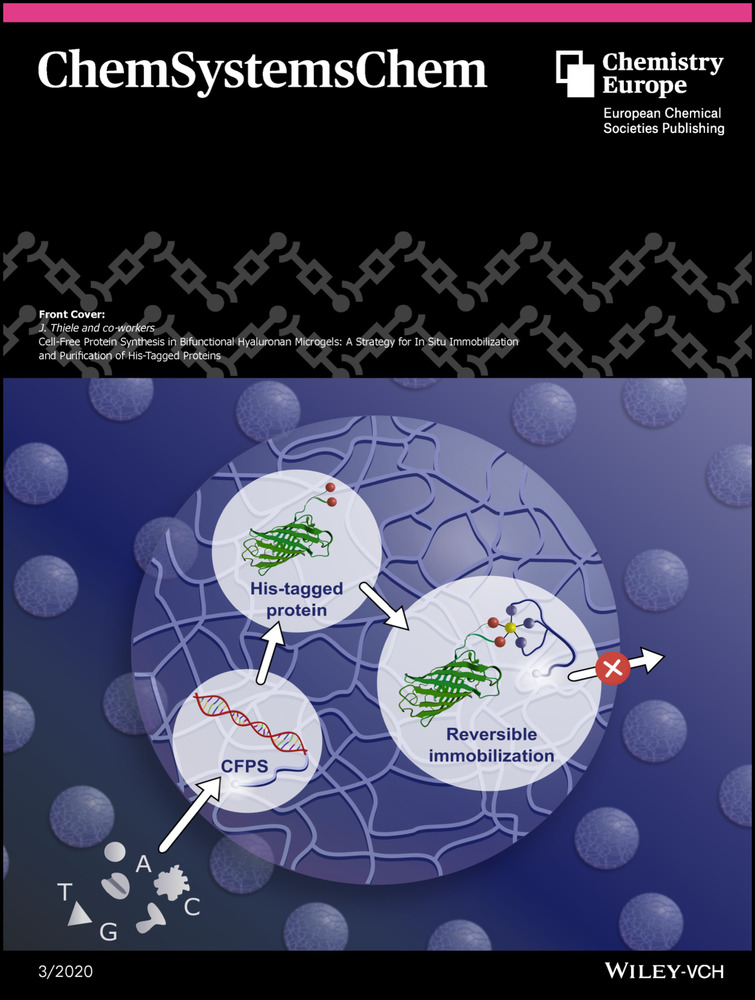 ChemSystemsChem
Chemistry
Europe
European Chemical
Societies Publishing
Front Cover:
J. Thiele and co-workers
Cell-Free Protein Synthesis in Bifunctional Hyaluronan Microgels: A Strategy for In Situ Immobilization
and Purification of His-Tagged Proteins
His-tagged
protein
CFPS
Reversible
immobilization
A
T
C
G
3/2020
WILEY-VCH